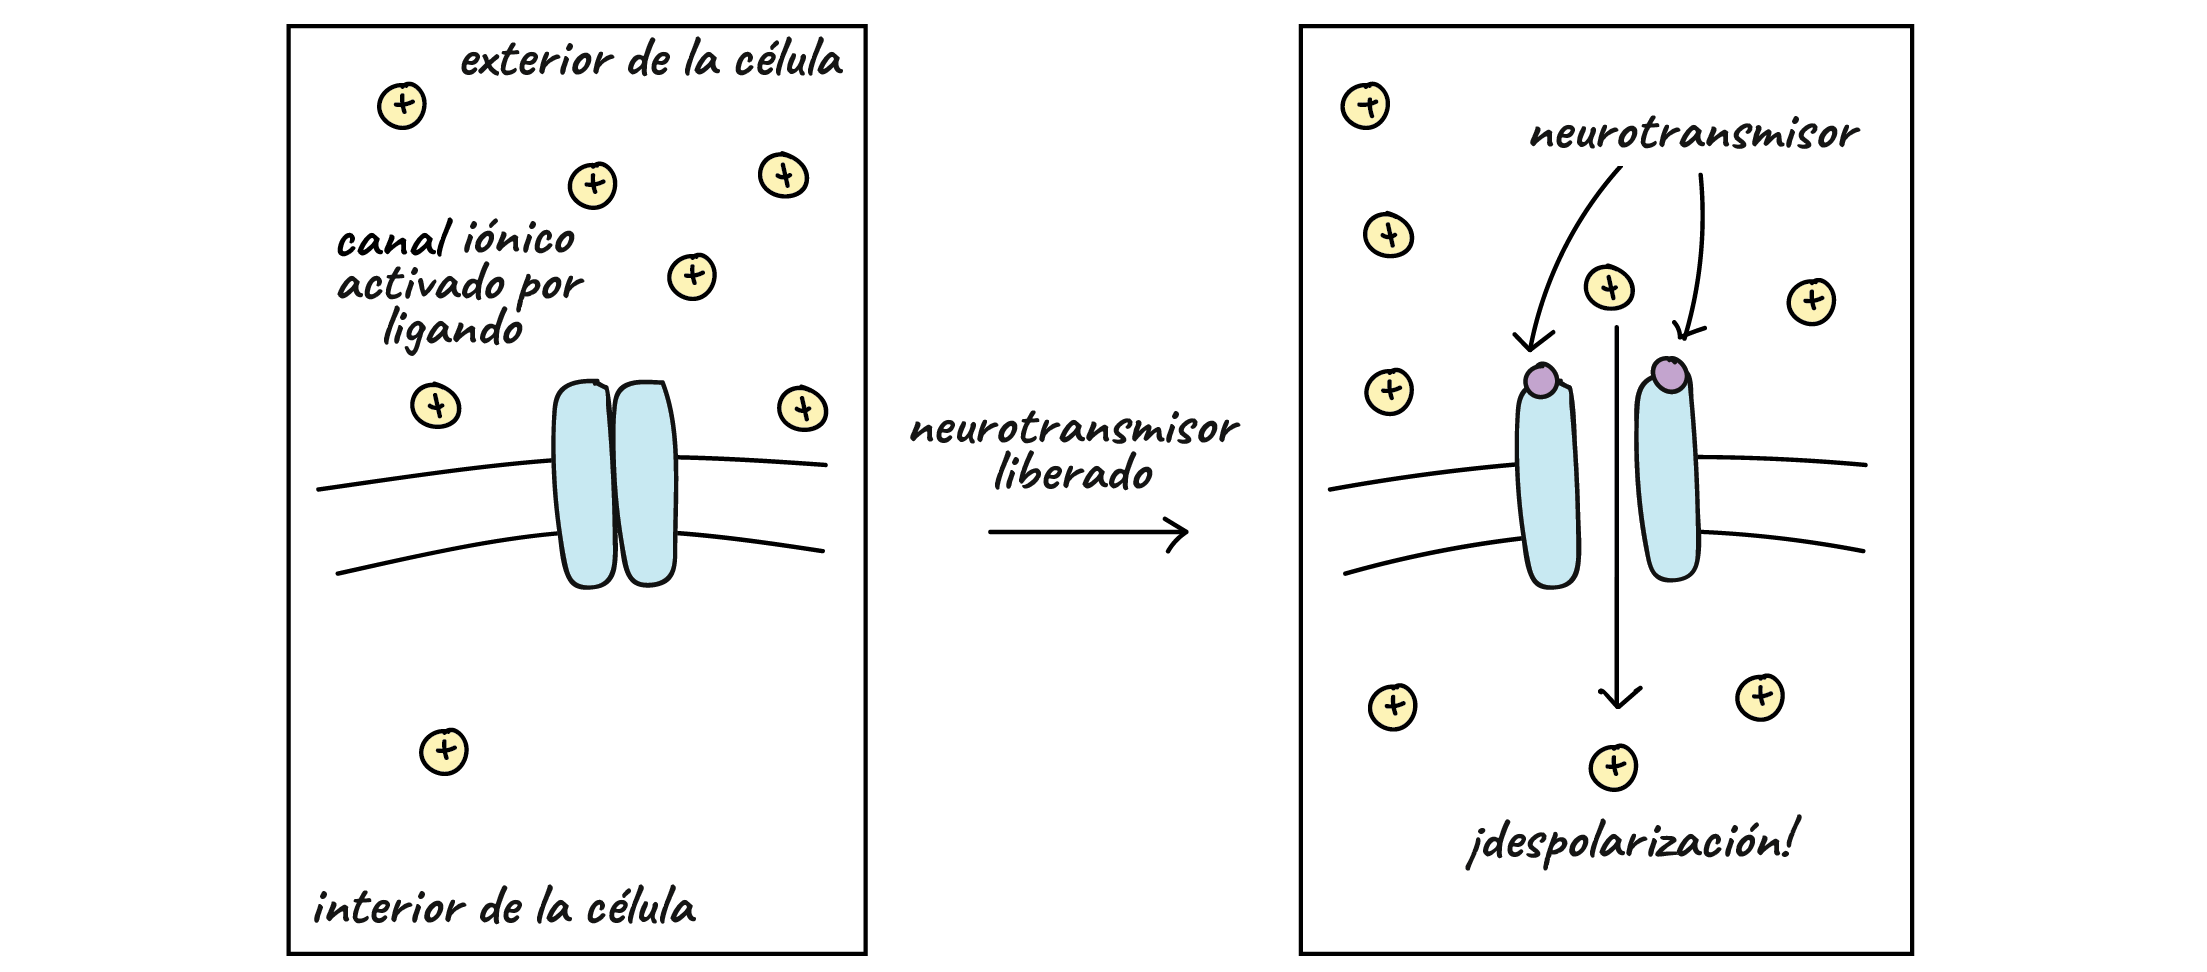 exterior de la célula
canal iónico
activado por
ligando
interior de la célula
neurotransmisor
liberado
neurotransmisor
¡despolarización!